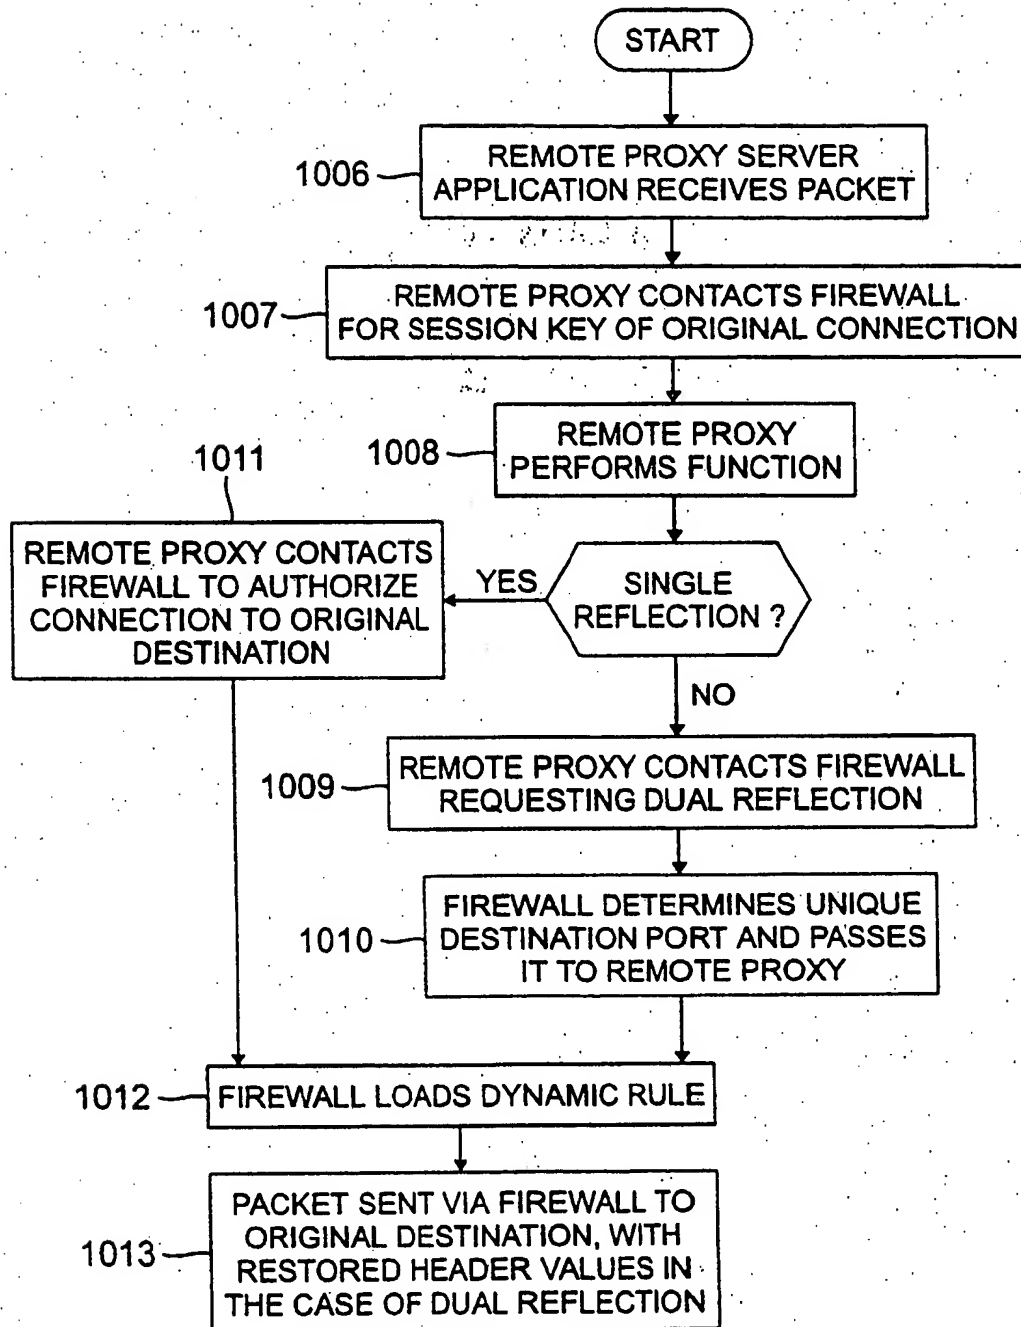 START
1006
REMOTE PROXY SERVER
APPLICATION RECEIVES PACKET
1007
REMOTE PROXY CONTACTS FIREWALL
FOR SESSION KEY OF ORIGINAL CONNECTION
1008
REMOTE PROXY
PERFORMS FUNCTION
SINGLE
REFLECTION ?
YES
1011
REMOTE PROXY CONTACTS
FIREWALL TO AUTHORIZE
CONNECTION TO ORIGINAL
DESTINATION
NO
1009
REMOTE PROXY CONTACTS FIREWALL
REQUESTING DUAL REFLECTION
1010
FIREWALL DETERMINES UNIQUE
DESTINATION PORT AND PASSES
IT TO REMOTE PROXY
1012
FIREWALL LOADS DYNAMIC RULE
1013
PACKET SENT VIA FIREWALL TO
ORIGINAL DESTINATION, WITH
RESTORED HEADER VALUES IN
THE CASE OF DUAL REFLECTION